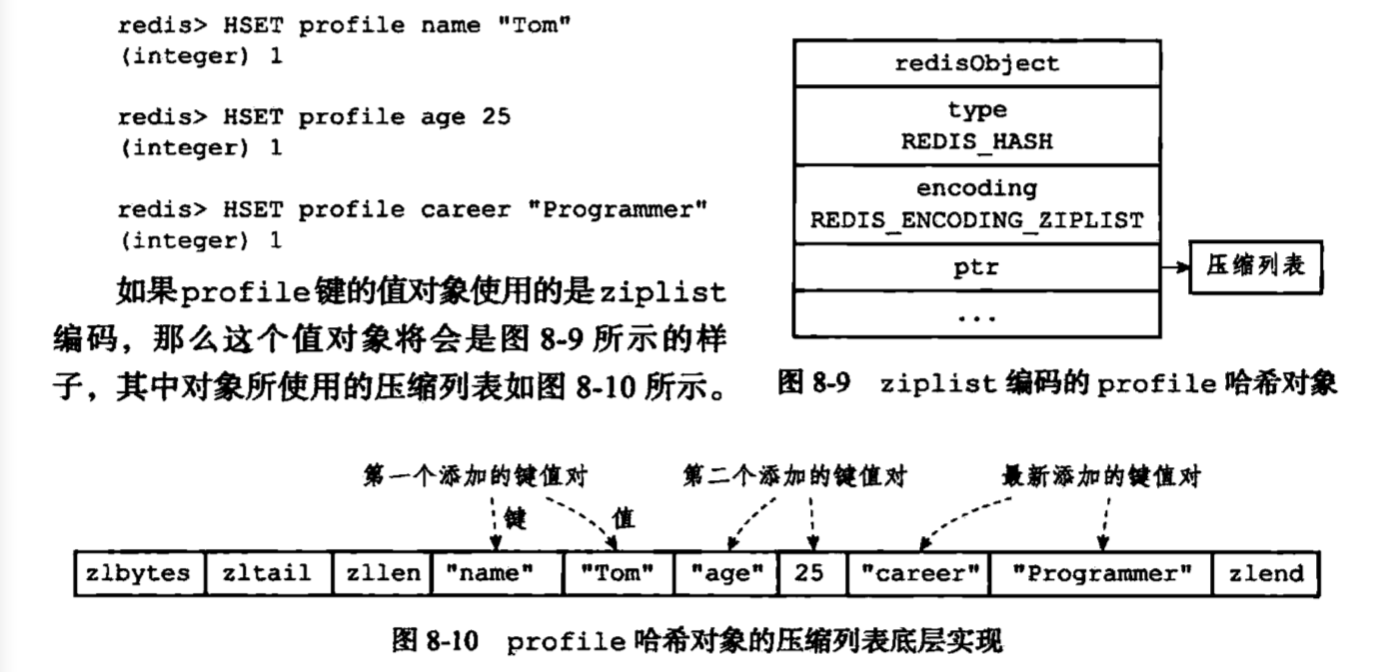 redis> HSET profile name "Tom"
(integer) 1
redis> HSET profile age 25
(integer) 1
redis> HSET profile career "Programmer"
(integer) 1
如果profile键的值对象使用的是ziplist
编码，那么这个值对象将会是图 8-9 所示的样
子，其中对象所使用的压缩列表如图 8-10 所示。
redisObject
type
REDIS_HASH
encoding
REDIS_ENCODING_ZIPLIST
ptr
压缩列表
...
图 8-9 ziplist 编码的 profile 哈希对象
第一个添加的键值对 第二个添加的键值对 最新添加的键值对
键 值
zlbytes zltail zllen "name" "Tom" "age" 25 "career" "Programmer" zlend
图 8-10 profile 哈希对象的压缩列表底层实现